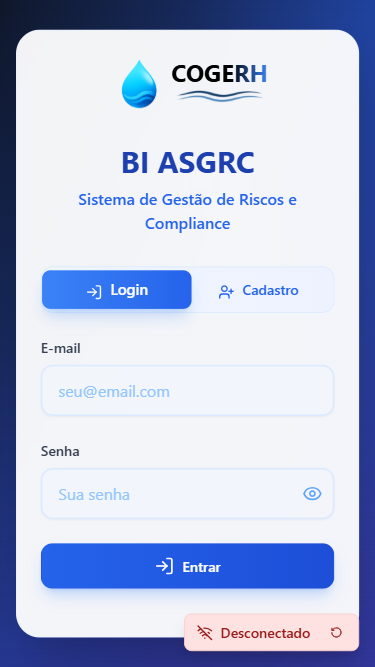 COGERH
BI ASGRC
Sistema de Gestão de Riscos e
Compliance
Login
Cadastro
E-mail
seu@email.com
Senha
Sua senha
Entrar
Desconectado